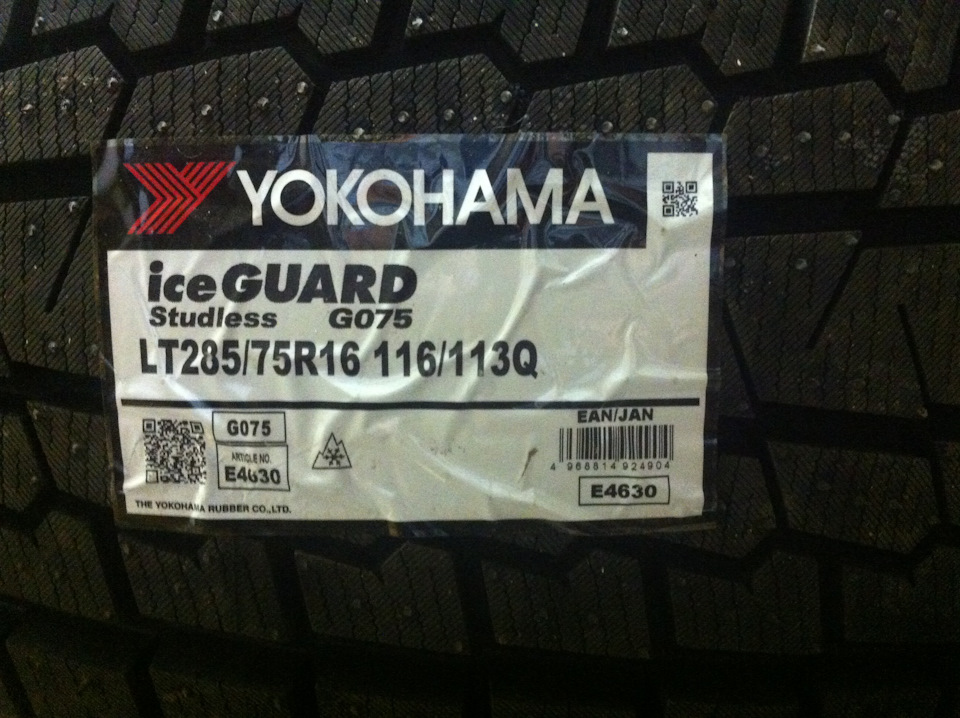 YOKOHAMA
iceGUARD
Studless G075
LT285/75R16 116/113Q
G075
ARTICLE NO.
E4630
EAN/JAN
4 968814 924904
E4630
THE YOKOHAMA RUBBER CO.,LTD.